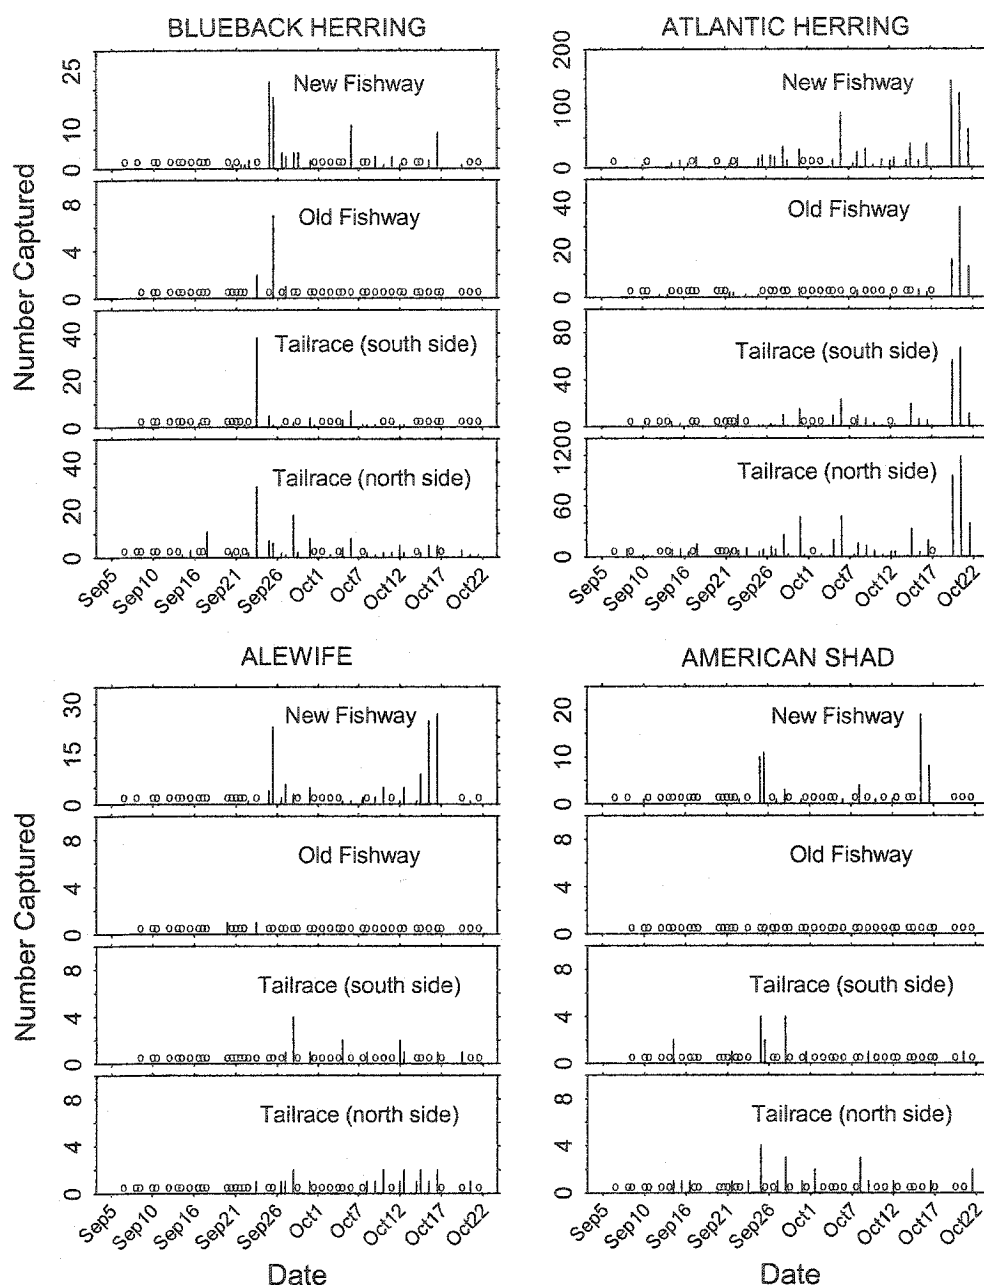 BLUEBACK HERRING
Number Captured
New Fishway
0 10 25
Old Fishway
0 4 8
Tailrace (south side)
0 20 40
Tailrace (north side)
0 20 40
Sep5 Sep10 Sep16 Sep21 Sep26 Oct1 Oct7 Oct12 Oct17 Oct22
ATLANTIC HERRING
New Fishway
0 100 200
Old Fishway
0 20 40
Tailrace (south side)
0 40 80
Tailrace (north side)
0 60 120
Sep5 Sep10 Sep16 Sep21 Sep26 Oct1 Oct7 Oct12 Oct17 Oct22
ALEWIFE
Number Captured
New Fishway
0 15 30
Old Fishway
0 4 8
Tailrace (south side)
0 4 8
Tailrace (north side)
0 4 8
Sep5 Sep10 Sep16 Sep21 Sep26 Oct1 Oct7 Oct12 Oct17 Oct22
Date
AMERICAN SHAD
New Fishway
0 10 20
Old Fishway
0 4 8
Tailrace (south side)
0 4 8
Tailrace (north side)
0 4 8
Sep5 Sep10 Sep16 Sep21 Sep26 Oct1 Oct7 Oct12 Oct17 Oct22
Date